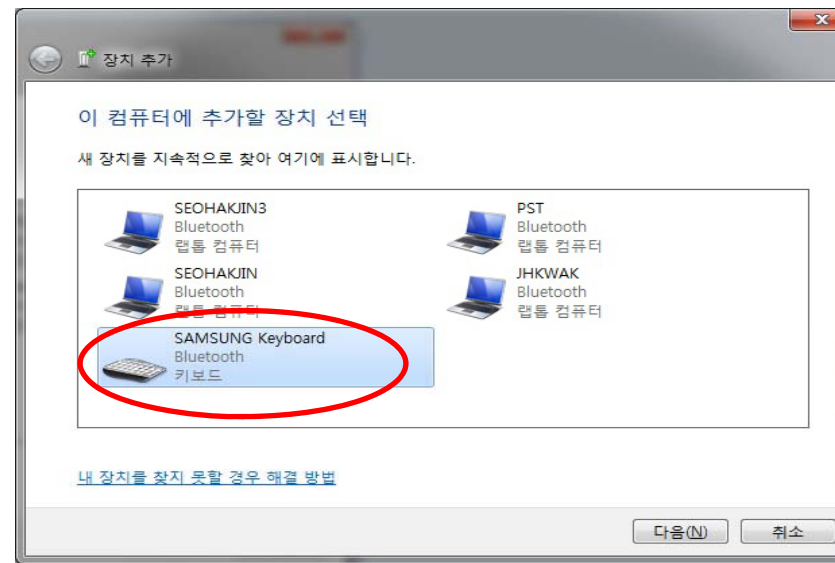 장치 추가
이 컴퓨터에 추가할 장치 선택
새 장치를 지속적으로 찾아 여기에 표시합니다.
SEOHAKJIN3
Bluetooth
랩톱 컴퓨터
PST
Bluetooth
랩톱 컴퓨터
SEOHAKJIN
Bluetooth
랩톱 컴퓨터
JHKWAK
Bluetooth
랩톱 컴퓨터
SAMSUNG Keyboard
Bluetooth
키보드
내 장치를 찾지 못할 경우 해결 방법
다음(N)
취소